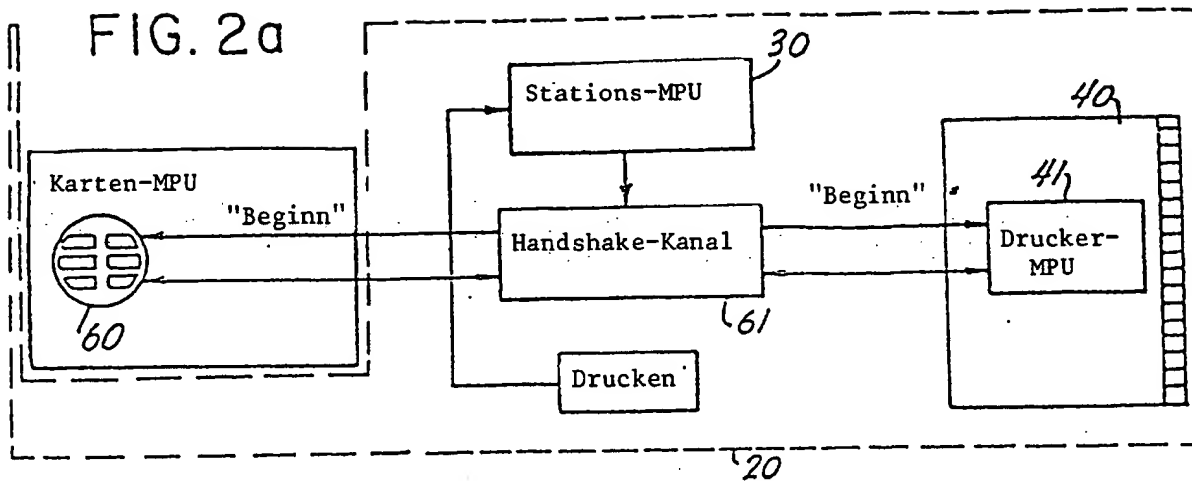 FIG. 2a
30
Stations-MPU
40
Karten-MPU
41
"Beginn"
"Beginn"
Handshake-Kanal
Drucker-
MPU
60
61
Drucken
20